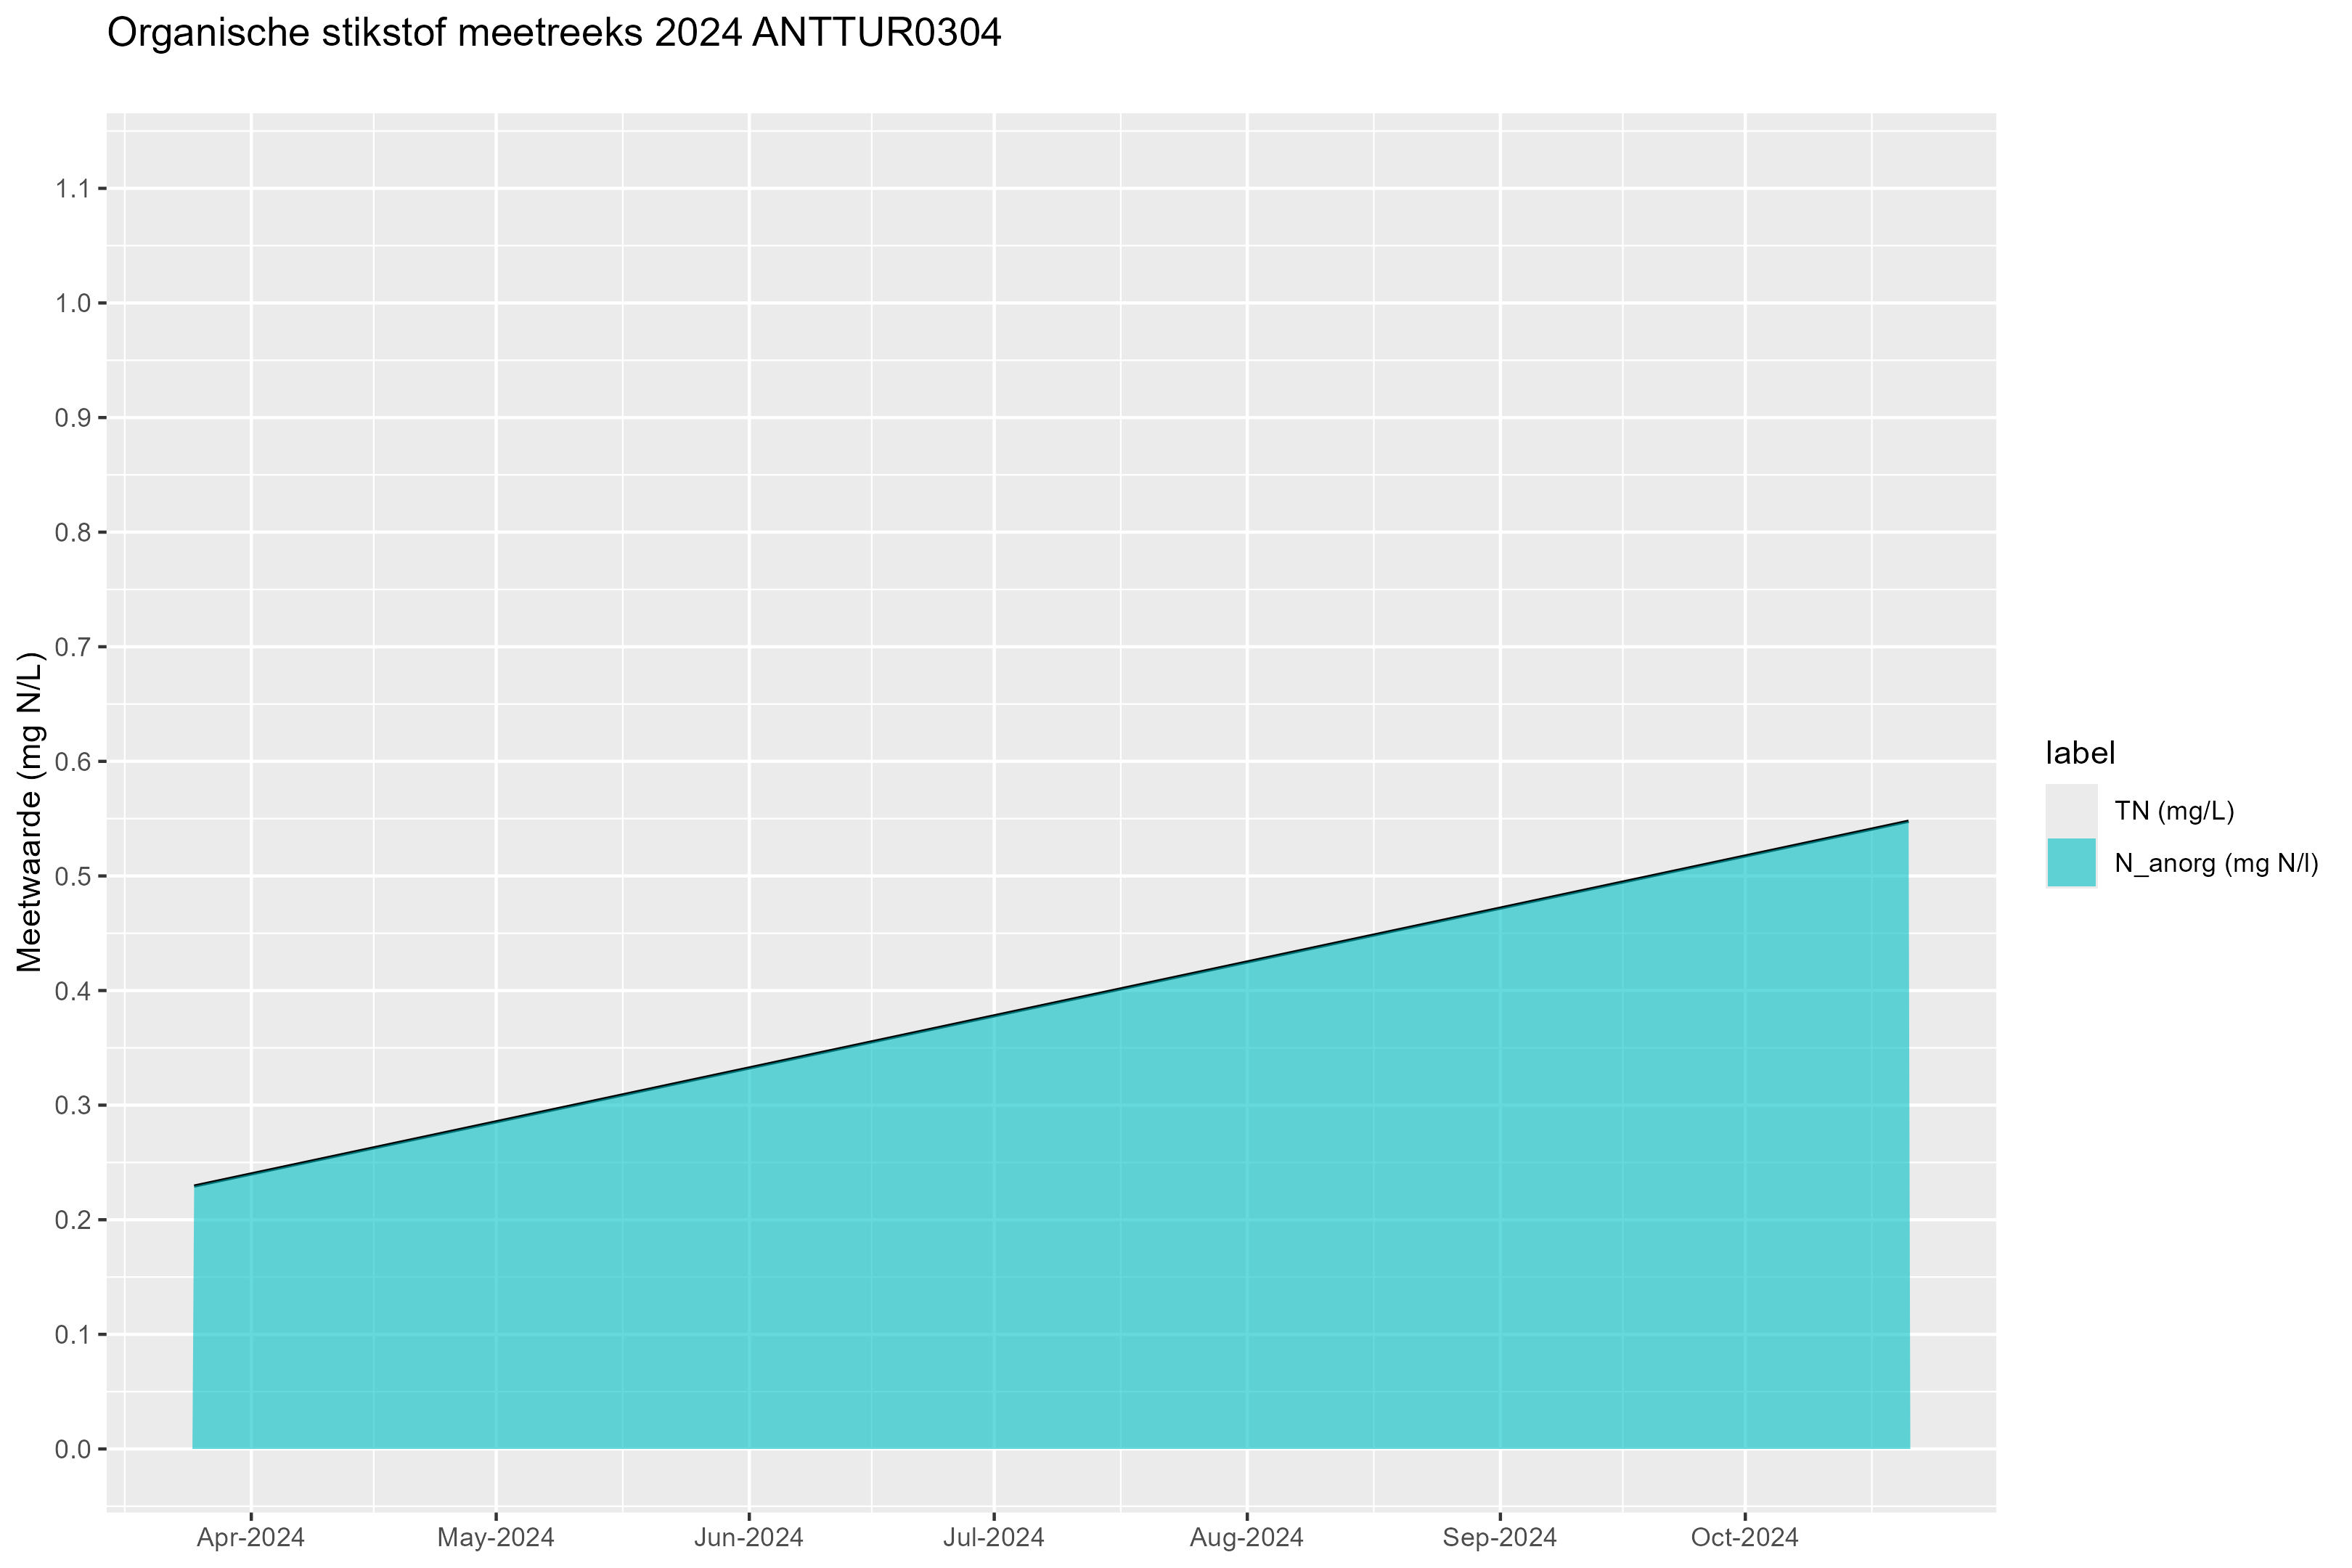 Organische stikstof meetreeks 2024 ANTTUR0304
Meetwaarde (mg N/L)
1.1
1.0
0.9
0.8
0.7
0.6
0.5
0.4
0.3
0.2
0.1
0.0
Apr-2024
May-2024
Jun-2024
Jul-2024
Aug-2024
Sep-2024
Oct-2024
label
TN (mg/L)
N_anorg (mg N/l)